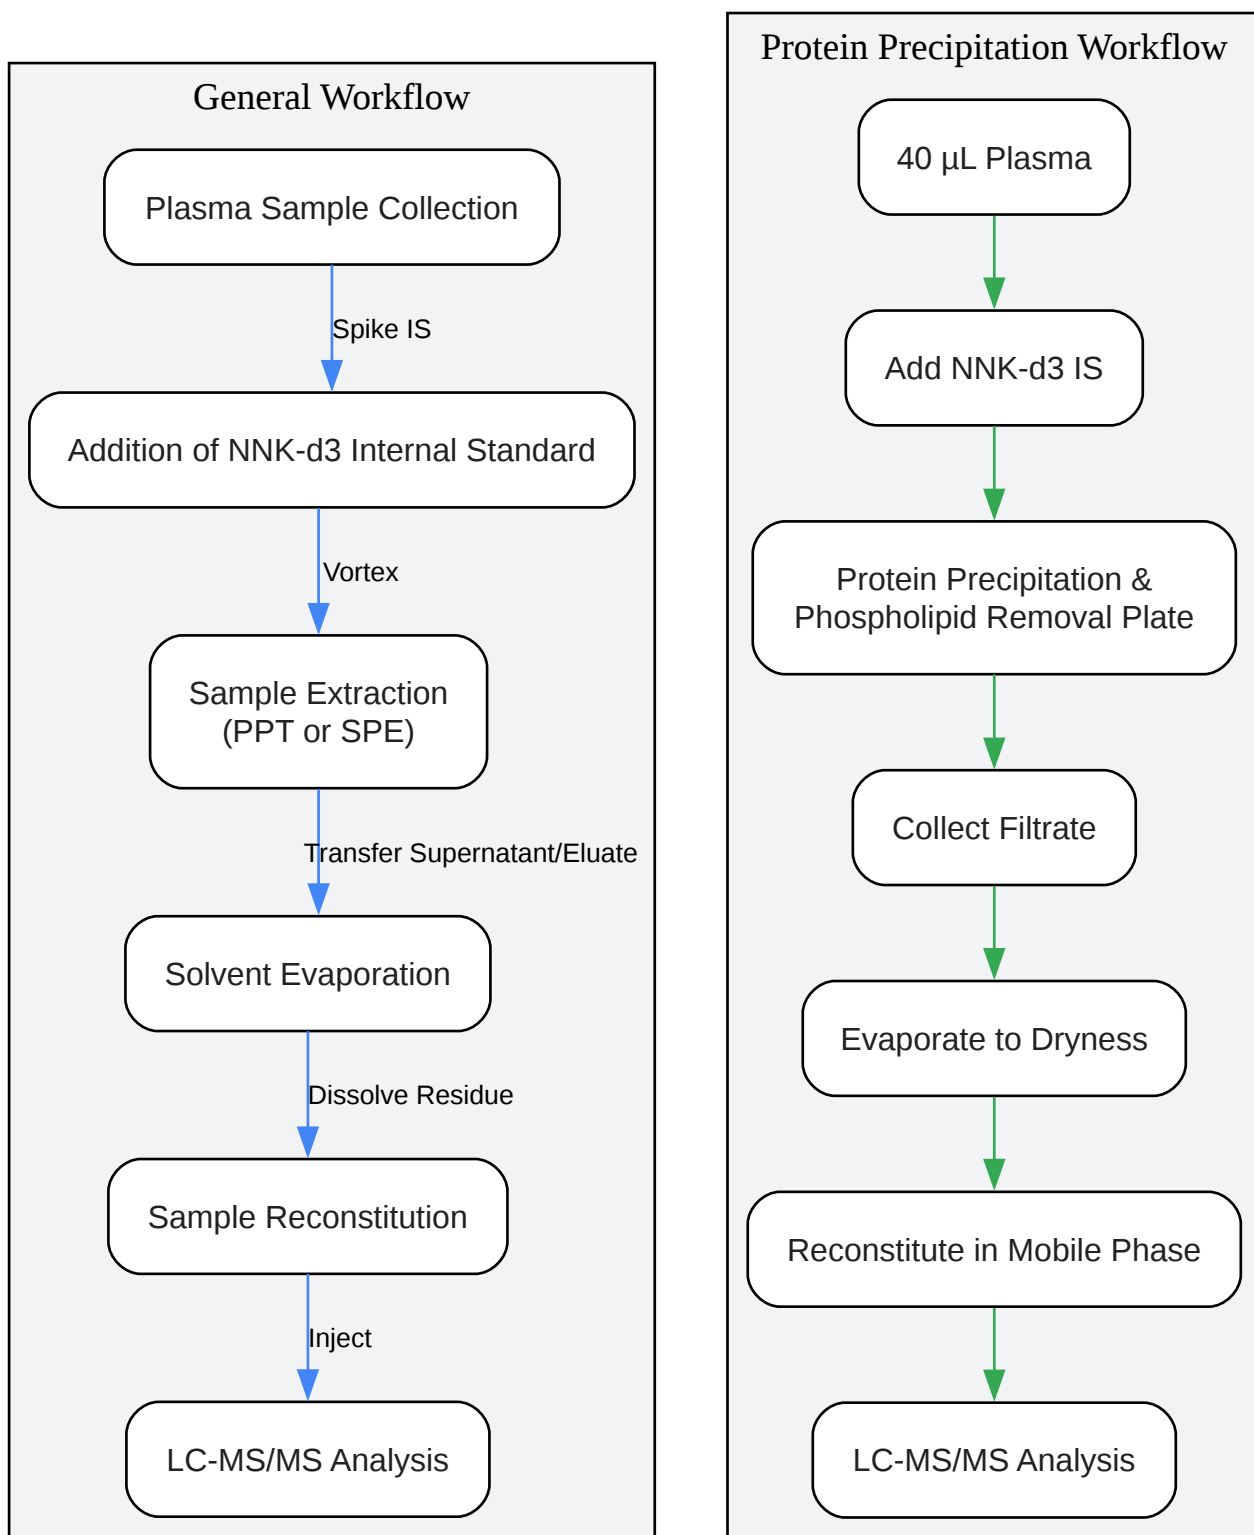 General Workflow
Plasma Sample Collection
Spike IS
Addition of NNK-d3 Internal Standard
Vortex
Sample Extraction
(PPT or SPE)
Transfer Supernatant/Eluate
Solvent Evaporation
Dissolve Residue
Sample Reconstitution
Inject
LC-MS/MS Analysis
Protein Precipitation Workflow
40 µL Plasma
Add NNK-d3 IS
Protein Precipitation &
Phospholipid Removal Plate
Collect Filtrate
Evaporate to Dryness
Reconstitute in Mobile Phase
LC-MS/MS Analysis